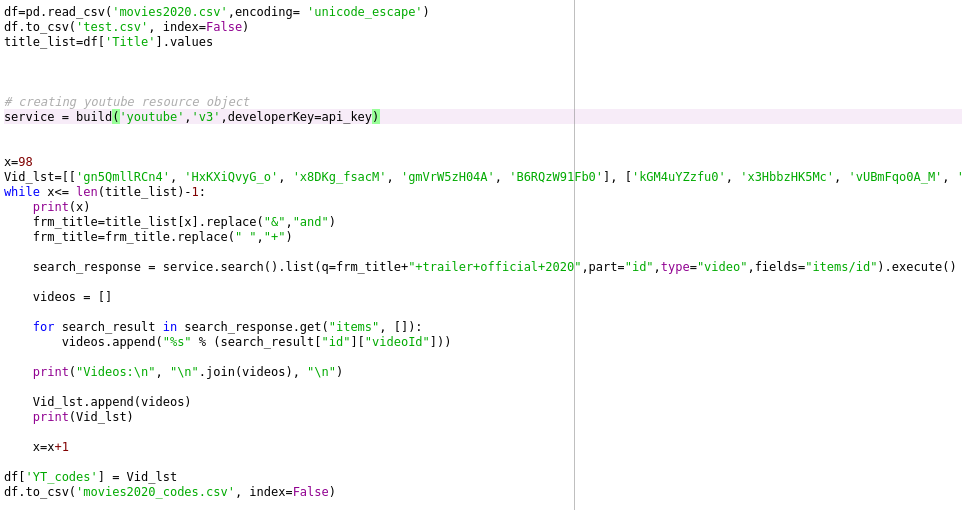 df=pd.read_csv('movies2020.csv',encoding= 'unicode_escape')
df.to_csv('test.csv', index=False)
title_list=df['Title'].values
# creating youtube resource object
service = build('youtube','v3',developerKey=api_key)
x=98
Vid_lst=[['gn5QmllRCn4', 'HxKXiQvyG_o', 'x8DKg_fsacM', 'gmVrW5zH04A', 'B6RQzW91Fb0'], ['kGM4uYZzfu0', 'x3HbbzHK5Mc', 'vUBmFqo0A_M', '
while x<= len(title_list)-1:
    print(x)
    frm_title=title_list[x].replace("&","and")
    frm_title=frm_title.replace(" ","+")
    search_response = service.search().list(q=frm_title+"+trailer+official+2020",part="id",type="video",fields="items/id").execute()
    videos = []
    for search_result in search_response.get("items", []):
        videos.append("%s" % (search_result["id"]["videoId"]))
    print("Videos:\n", "\n".join(videos), "\n")
    Vid_lst.append(videos)
    print(Vid_lst)
    x=x+1
df['YT_codes'] = Vid_lst
df.to_csv('movies2020_codes.csv', index=False)